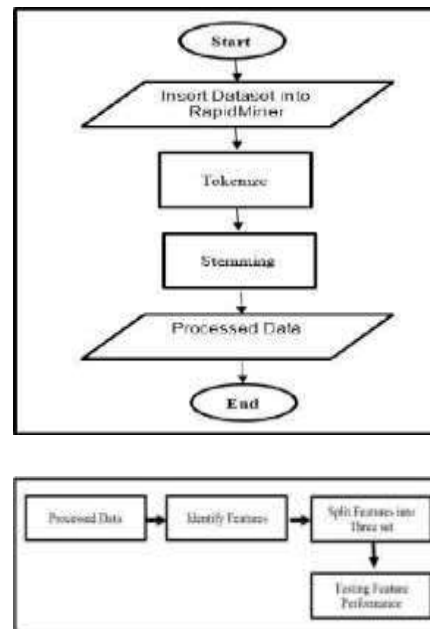 Start
Insert Dataset into
RapidMiner
Tokenize
Stemming
Processed Data
End
Processed Data
Identify Features
Split Features into
Three set
Testing Feature
Performance